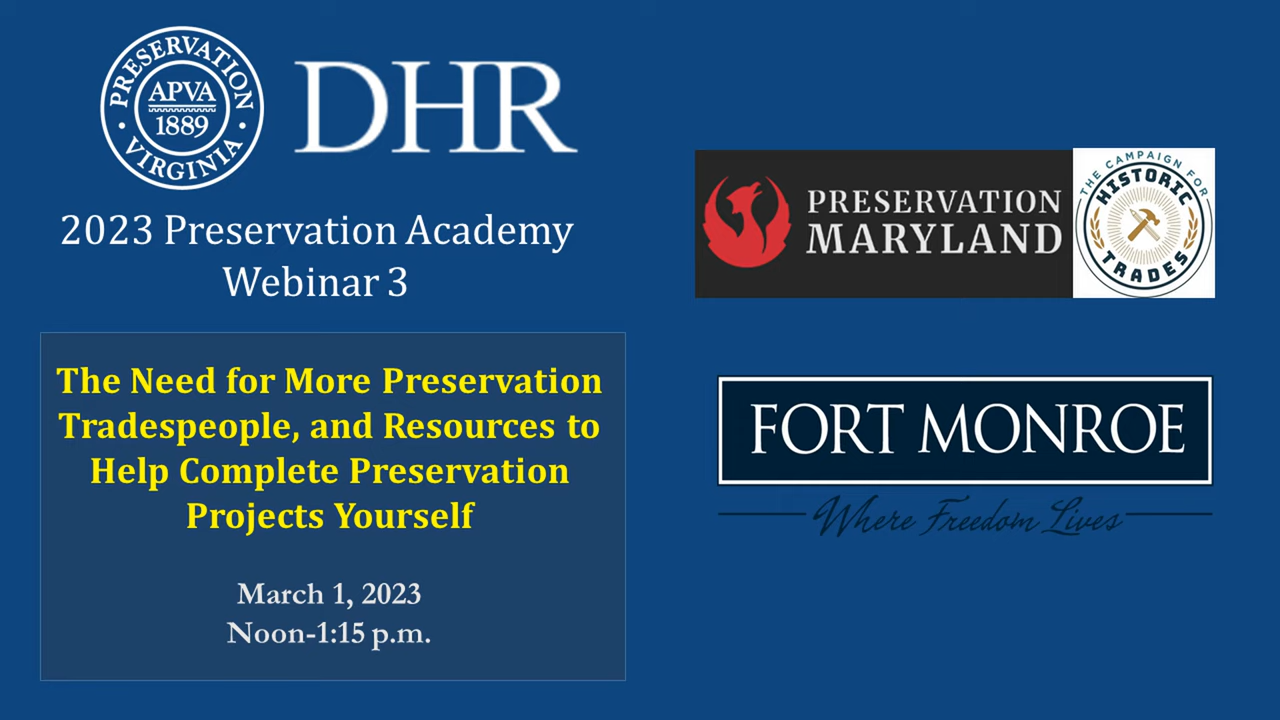 PRESERVATION
APVA
1889
VIRGINIA
DHR
2023 Preservation Academy
Webinar 3
The Need for More Preservation
Tradespeople, and Resources to
Help Complete Preservation
Projects Yourself
March 1, 2023
Noon-1:15 p.m.
PRESERVATION
MARYLAND
THE CAMPAIGN FOR
HISTORIC
TRADES
FORT MONROE
Where Freedom Lives